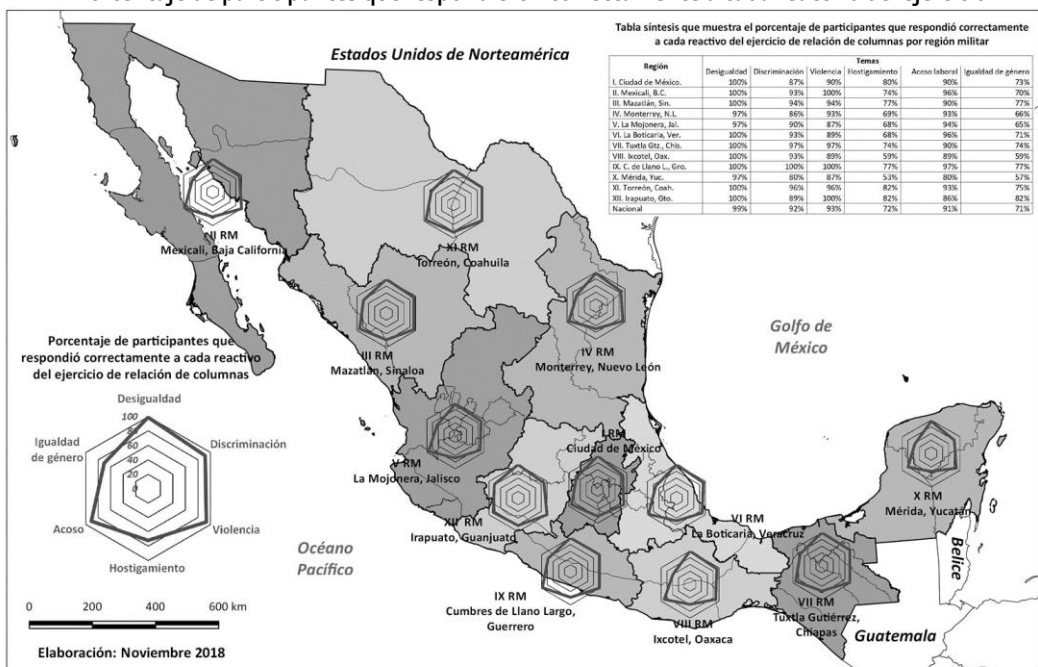 Porcentaje de participantes que respondió correctamente a cada reactivo del ejercicio
Estados Unidos de Norteamérica
Tabla síntesis que muestra el porcentaje de participantes que respondió correctamente
a cada reactivo del ejercicio de relación de columnas por región militar
Región Temas
Desigualdad Discriminación Violencia Hostigamiento Acoso laboral Igualdad de género
I. Ciudad de México. 100% 87% 90% 80% 90% 73%
II. Mexicali, B.C. 100% 93% 100% 74% 96% 70%
III. Mazatlán, Sin. 100% 94% 94% 77% 90% 77%
IV. Monterrey, N.L. 97% 86% 93% 69% 93% 66%
V. La Mojonera, Jal. 97% 90% 87% 68% 94% 65%
VI. La Boticaria, Ver. 100% 93% 89% 68% 96% 71%
VII. Tuxtla Gtz., Chis. 100% 97% 97% 74% 90% 74%
VIII. Ixcotel, Oax. 100% 93% 89% 59% 89% 59%
IX. C. de Llano L., Gro. 100% 100% 100% 77% 97% 77%
X. Mérida, Yuc. 97% 80% 87% 53% 80% 57%
XI. Torreón, Coah. 100% 96% 96% 82% 93% 75%
XII. Irapuato, Gto. 100% 89% 100% 82% 86% 82%
Nacional 99% 92% 93% 72% 91% 71%
II RM
Mexicali, Baja California
XI RM
Torreón, Coahuila
III RM
Mazatlán, Sinaloa
IV RM
Monterrey, Nuevo León
Golfo de
México
Porcentaje de participantes que
respondió correctamente a cada reactivo
del ejercicio de relación de columnas
Desigualdad
100
80
60
40
20
0
Igualdad
de género
Discriminación
Acoso
Violencia
Hostigamiento
V RM
La Mojonera, Jalisco
I RM
Ciudad de México
XII RM
Irapuato, Guanjuato
VI RM
La Boticaria, Veracruz
X RM
Mérida, Yucatán
Océano
Pacífico
IX RM
Cumbres de Llano Largo,
Guerrero
VIII RM
Ixcotel, Oaxaca
VII RM
Tuxtla Gutiérrez,
Chiapas
Belice
Guatemala
0 200 400 600 km
Elaboración: Noviembre 2018